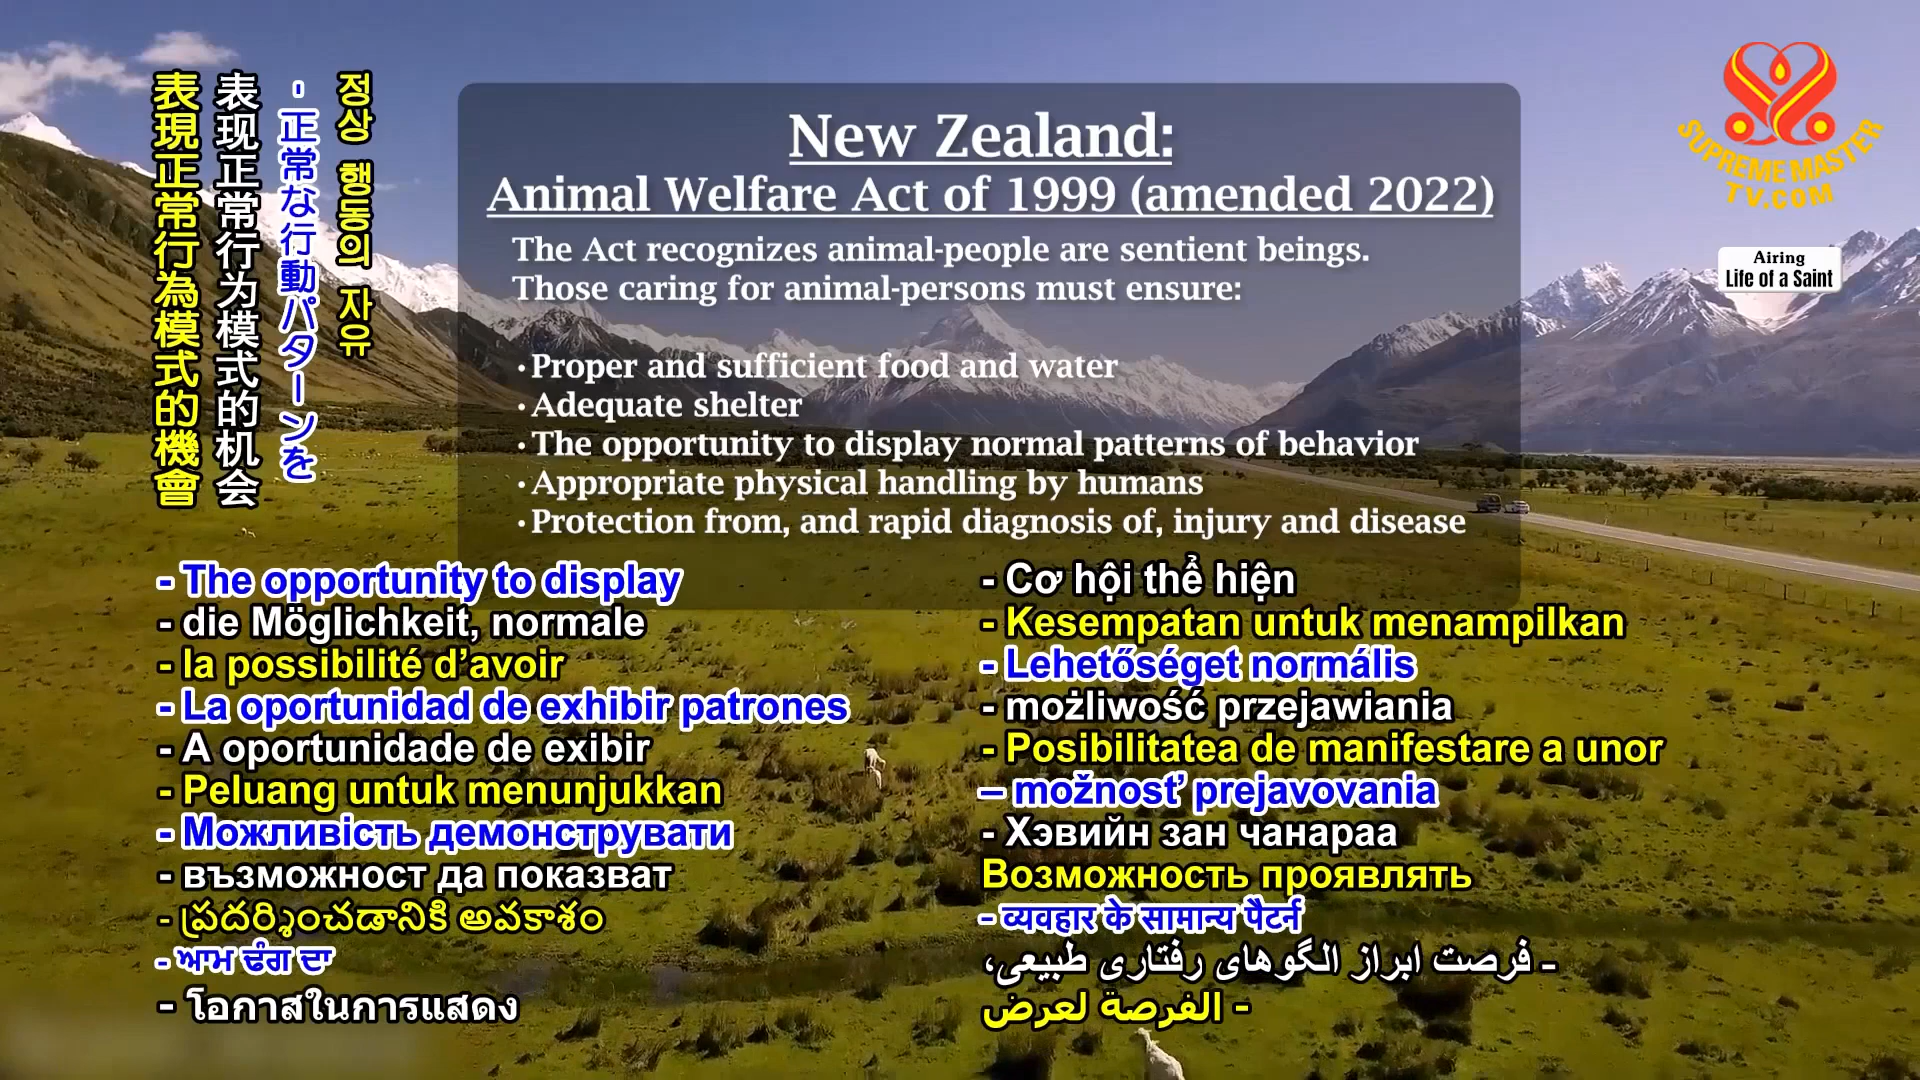 表現正常行為模式的機會
表现正常行为模式的机会
- 正常な行動パターンを
정상 행동의 자유
New Zealand:
Animal Welfare Act of 1999 (amended 2022)
The Act recognizes animal-people are sentient beings.
Those caring for animal-persons must ensure:
·Proper and sufficient food and water
·Adequate shelter
·The opportunity to display normal patterns of behavior
·Appropriate physical handling by humans
·Protection from, and rapid diagnosis of, injury and disease
SUPREME MASTER
TV.COM
Airing
Life of a Saint
- The opportunity to display
- die Möglichkeit, normale
- la possibilité d’avoir
- La oportunidad de exhibir patrones
- A oportunidade de exibir
- Peluang untuk menunjukkan
- Можливість демонструвати
- възможност да показват
- ప్రదర్శించడానికి అవకాశం
- ਆਮ ਢੰਗ ਦਾ
- โอกาสในการแสดง
- Cơ hội thể hiện
- Kesempatan untuk menampilkan
- Lehetőséget normális
- możliwość przejawiania
- Posibilitatea de manifestare a unor
– možnosť prejavovania
- Хэвийн зан чанараа
Возможность проявлять
- व्यवहार के सामान्य पैटर्न
- فرصت ابراز الگوهای رفتاری طبیعی،
- الفرصة لعرض